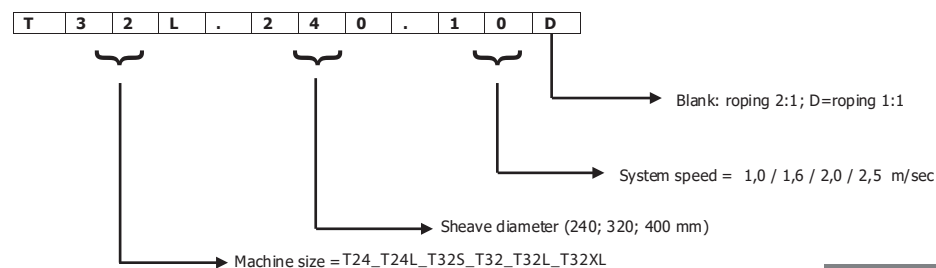 T 3 2 L . 2 4 0 . 1 0 D
Blank: roping 2:1; D=roping 1:1
System speed = 1,0 / 1,6 / 2,0 / 2,5 m/sec
Sheave diameter (240; 320; 400 mm)
Machine size =T24_T24L_T32S_T32_T32L_T32XL